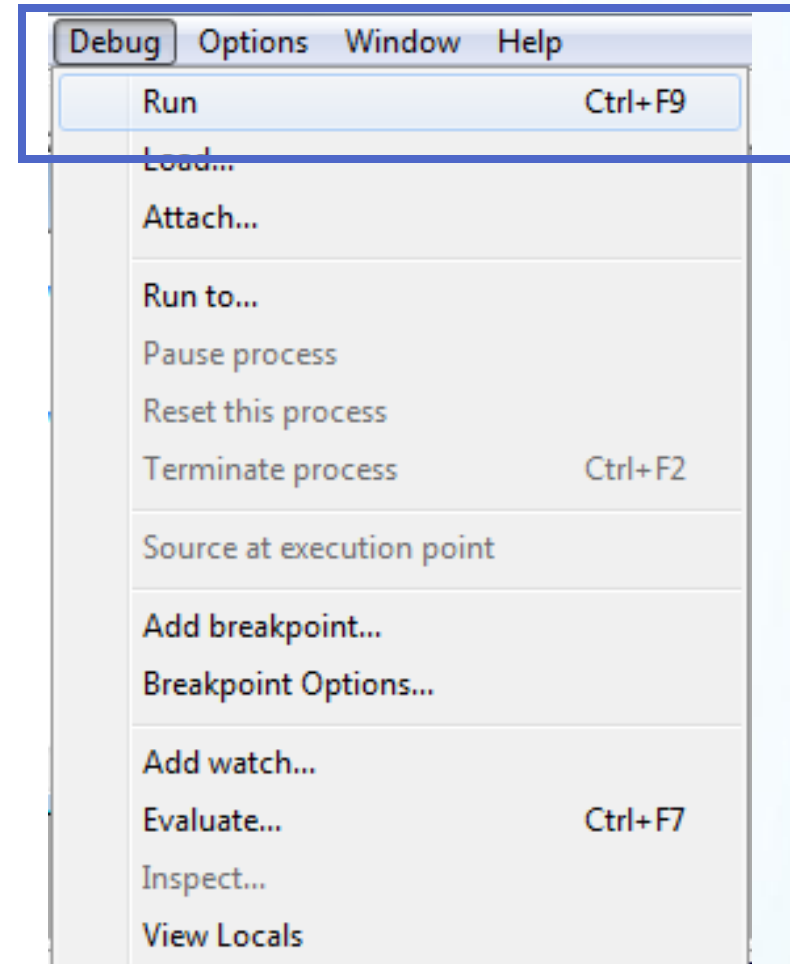 Debug Options Window Help
Run Ctrl+F9
Load...
Attach...
Run to...
Pause process
Reset this process
Terminate process Ctrl+F2
Source at execution point
Add breakpoint...
Breakpoint Options...
Add watch...
Evaluate... Ctrl+F7
Inspect...
View Locals